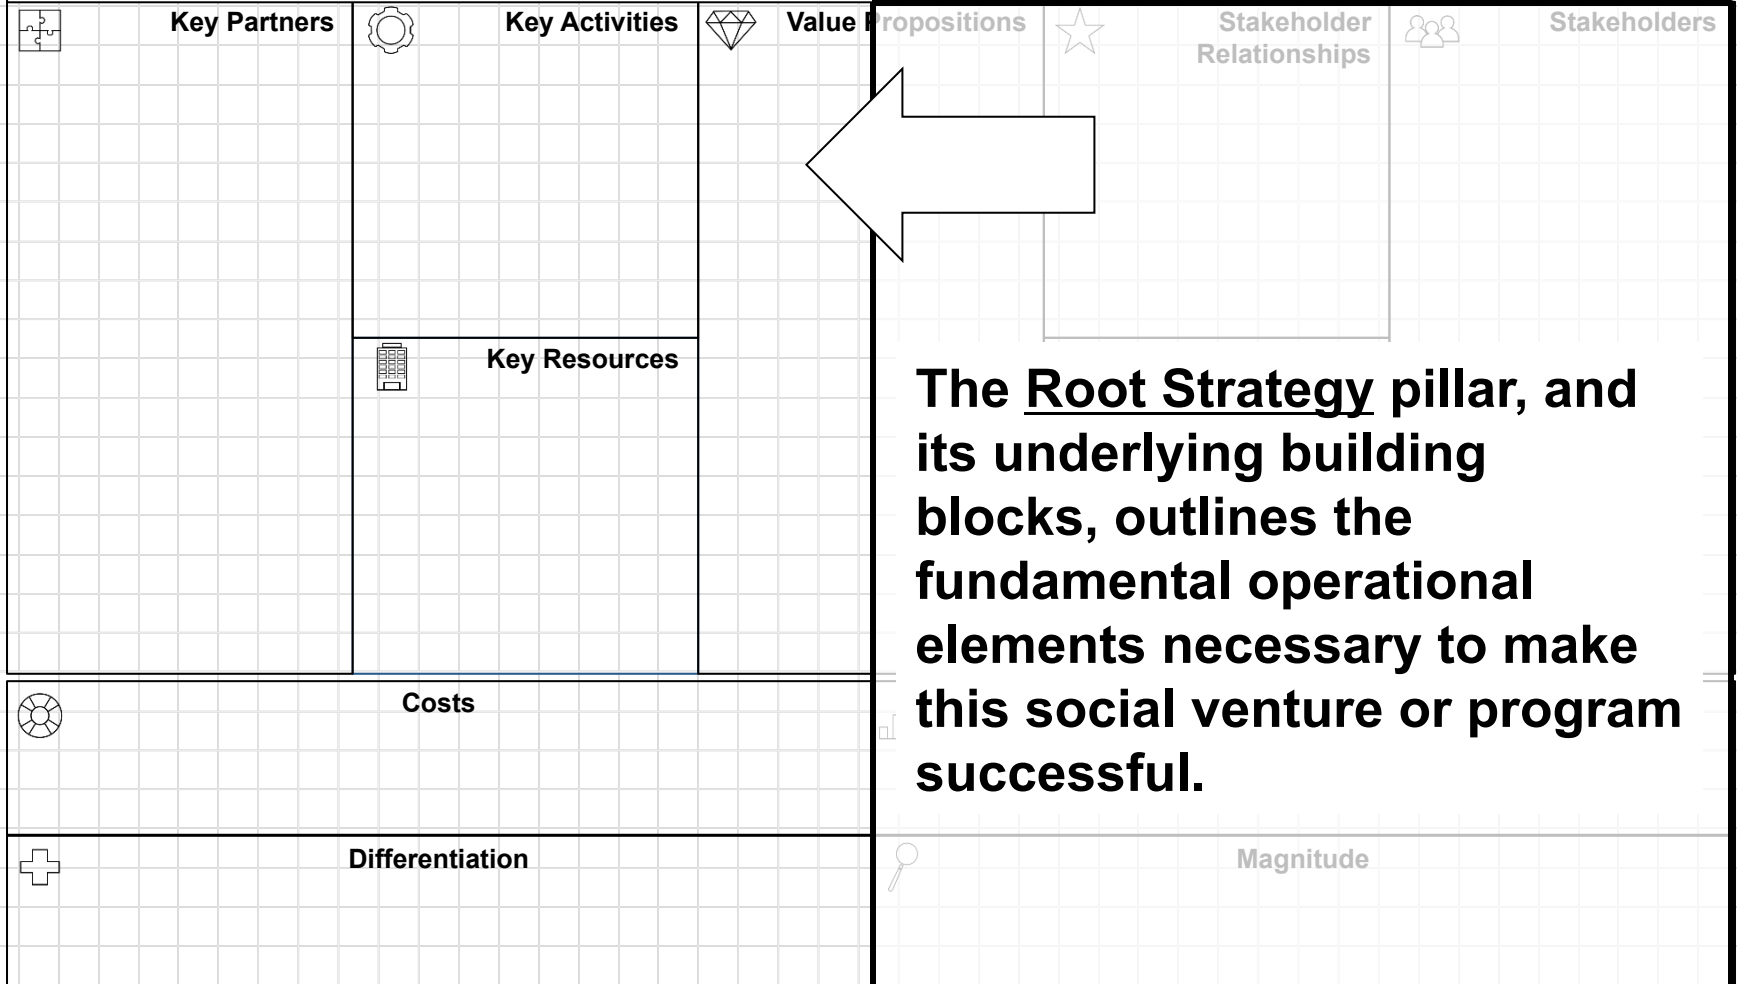 Key Partners
Key Activities
Value Propositions
Stakeholder
Relationships
Stakeholders
Key Resources
The Root Strategy pillar, and
its underlying building
blocks, outlines the
fundamental operational
elements necessary to make
this social venture or program
successful.
Costs
Differentiation
Magnitude